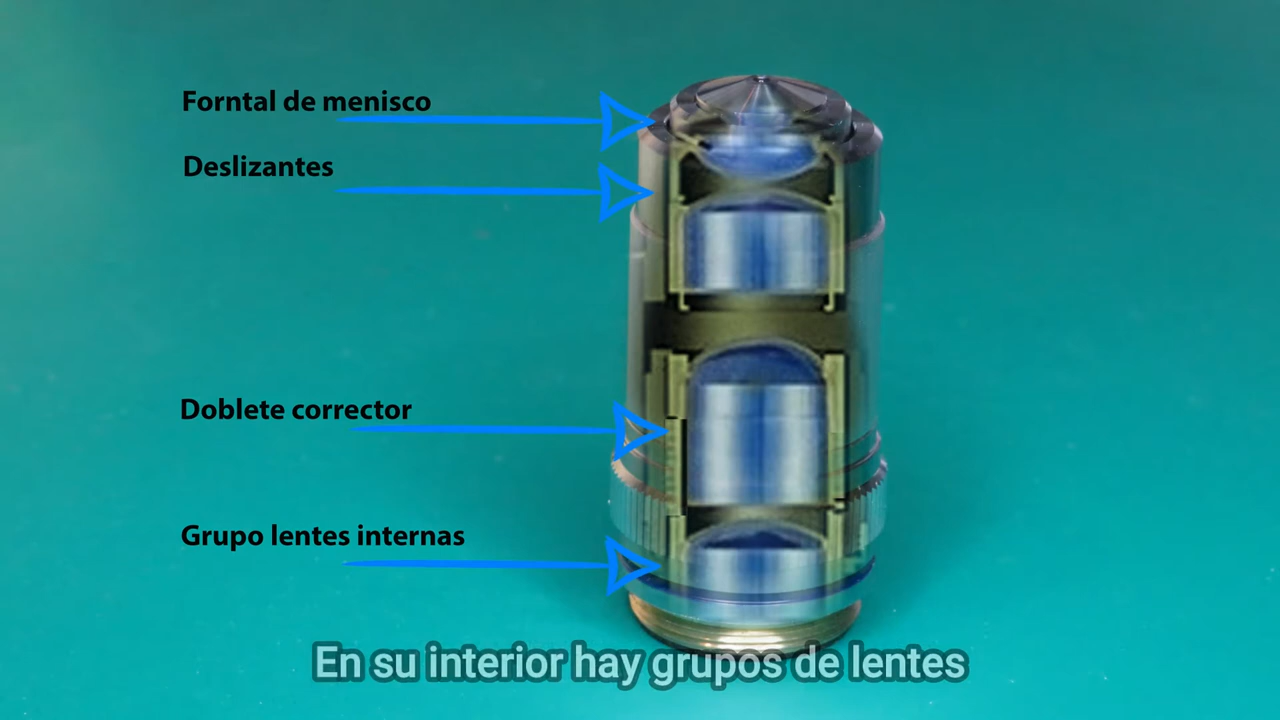 Forntal de menisco
Deslizantes
Doblete corrector
Grupo lentes internas
En su interior hay grupos de lentes